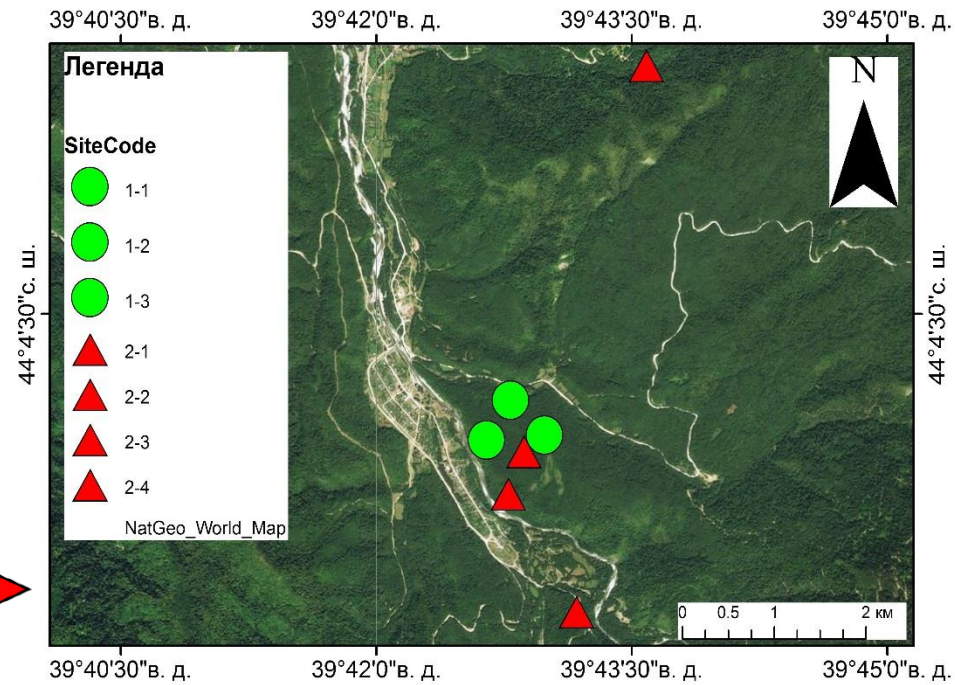 39°40'30"в. д. 39°42'0"в. д. 39°43'30"в. д. 39°45'0"в. д.
Легенда
N
SiteCode
1-1
1-2
1-3
2-1
2-2
2-3
2-4
NatGeo_World_Map
44°4'30"с. ш.
44°4'30"с. ш.
0 0.5 1 2 км
39°40'30"в. д. 39°42'0"в. д. 39°43'30"в. д. 39°45'0"в. д.